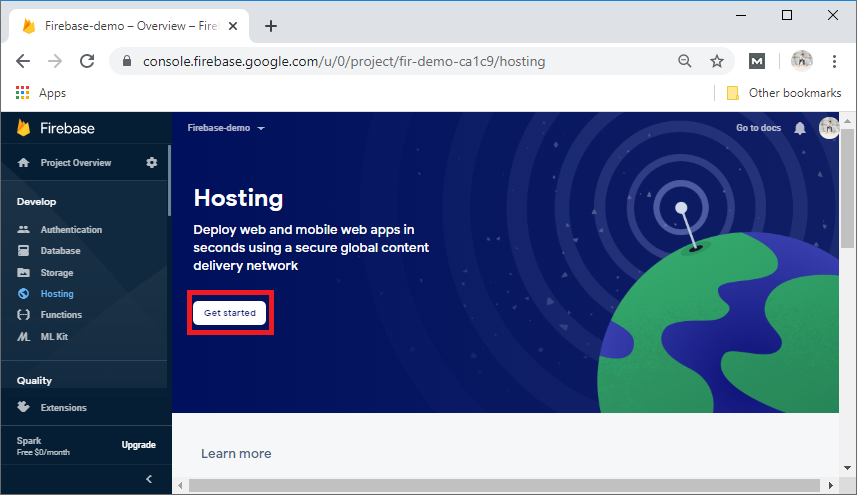 Firebase-demo – Overview – Fire
console.firebase.google.com/u/0/project/fir-demo-ca1c9/hosting
M
Apps
Other bookmarks
Firebase
Firebase-demo
Go to docs
Project Overview
Develop
Authentication
Database
Storage
Hosting
Functions
ML Kit
Quality
Extensions
Spark
Free $0/month
Upgrade
Hosting
Deploy web and mobile web apps in
seconds using a secure global content
delivery network
Get started
Learn more